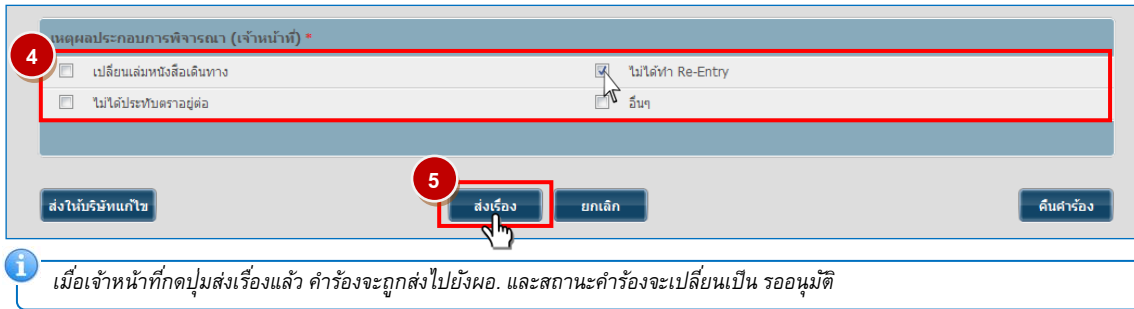 เหตุผลประกอบการพิจารณา (เจ้าหน้าที่) *
4
เปลี่ยนเล่มหนังสือเดินทาง ไม่ได้ทำ Re-Entry
ไม่ได้ประทับตราอยู่ต่อ อื่นๆ
5
ส่งให้บริษัทแก้ไข ส่งเรื่อง ยกเลิก คืนคำร้อง
i
เมื่อเจ้าหน้าที่กดปุ่มส่งเรื่องแล้ว คำร้องจะถูกส่งไปยังผอ. และสถานะคำร้องจะเปลี่ยนเป็น รออนุมัติ